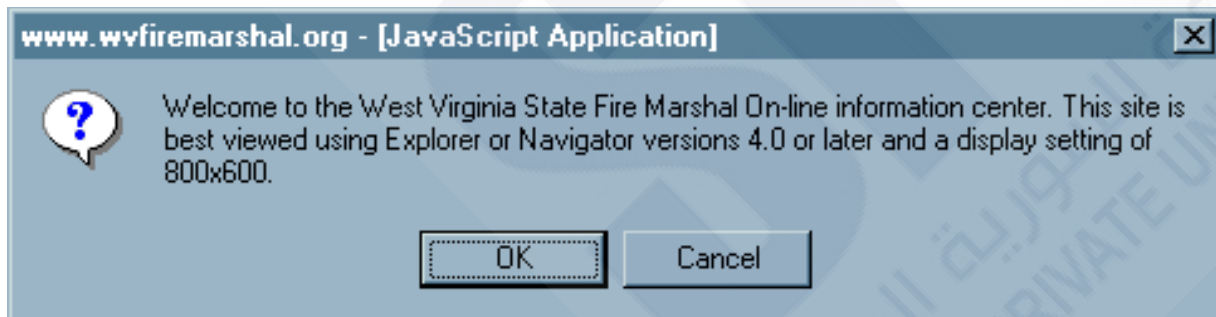 www.wvfiremarshal.org - [JavaScript Application]
Welcome to the West Virginia State Fire Marshal On-line information center. This site is
best viewed using Explorer or Navigator versions 4.0 or later and a display setting of
800x600.
OK Cancel
PRIVATE